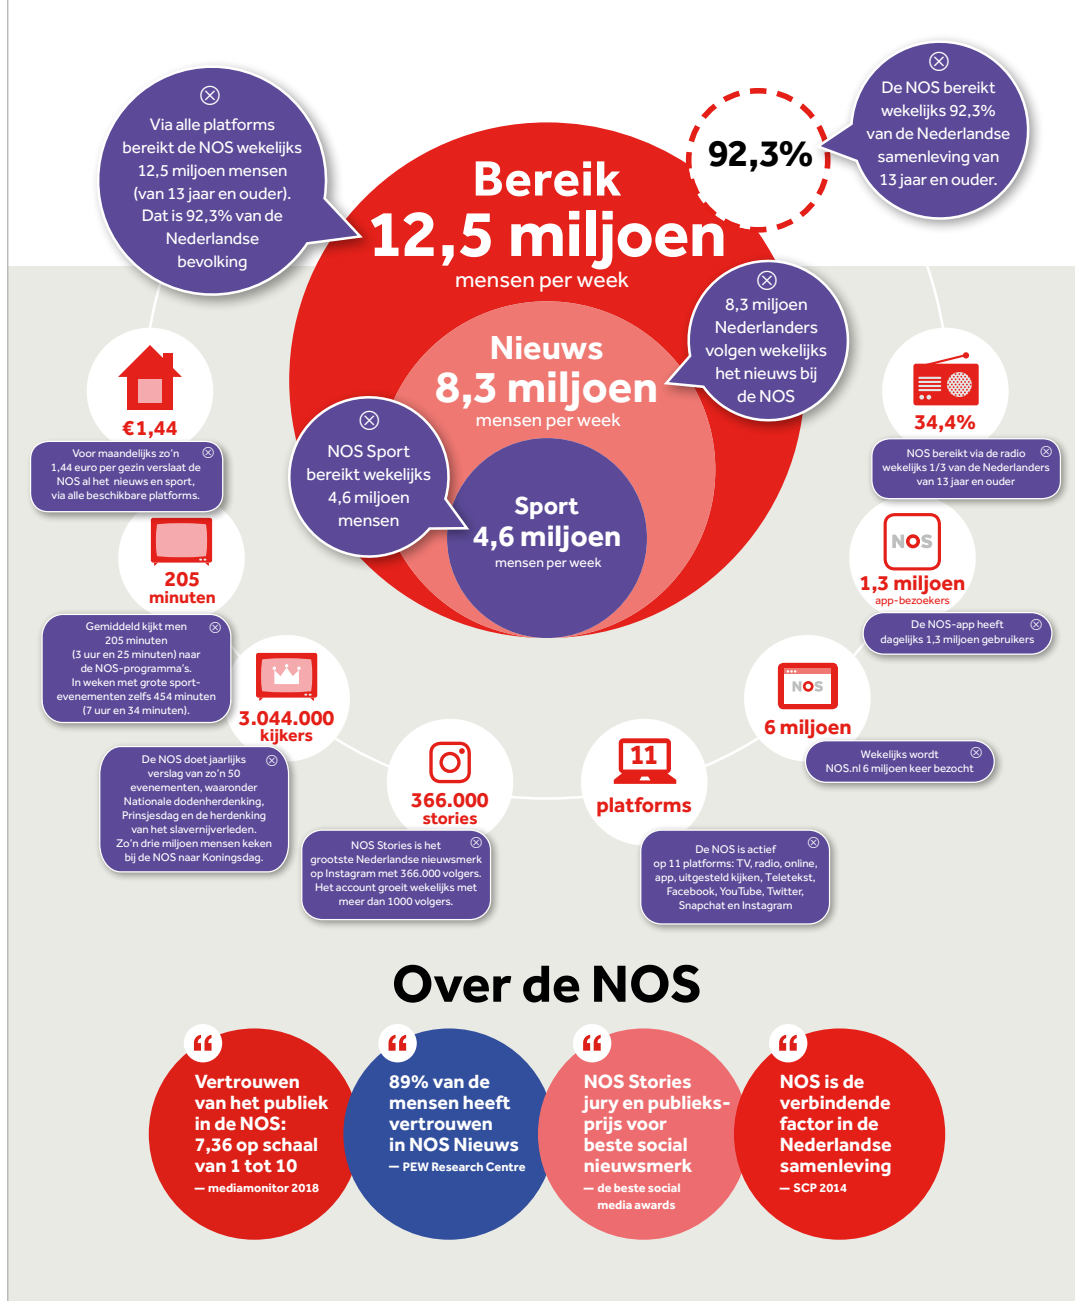 Via alle platforms
bereikt de NOS wekelijks
12,5 miljoen mensen
(van 13 jaar en ouder).
Dat is 92,3% van de
Nederlandse
bevolking
Bereik
12,5 miljoen
mensen per week
92,3%
De NOS bereikt
wekelijks 92,3%
van de Nederlandse
samenleving van
13 jaar en ouder.
Nieuws
8,3 miljoen
mensen per week
8,3 miljoen
Nederlanders
volgen wekelijks
het nieuws bij
de NOS
NOS Sport
bereikt wekelijks
4,6 miljoen
mensen
Sport
4,6 miljoen
mensen per week
€1,44
Voor maandelijks zo'n
1,44 euro per gezin verslaat de
NOS al het nieuws en sport,
via alle beschikbare platforms.
205
minuten
Gemiddeld kijkt men
205 minuten
(3 uur en 25 minuten) naar
de NOS-programma's.
In weken met grote sport-
evenementen zelfs 454 minuten
(7 uur en 34 minuten).
3.044.000
kijkers
De NOS doet jaarlijks
verslag van zo'n 50
evenementen, waaronder
Nationale dodenherdenking,
Prinsjesdag en de herdenking
van het slavernijverleden.
Zo'n drie miljoen mensen keken
bij de NOS naar Koningsdag.
366.000
stories
NOS Stories is het
grootste Nederlandse nieuwsmerk
op Instagram met 366.000 volgers.
Het account groeit wekelijks met
meer dan 1000 volgers.
11
platforms
De NOS is actief
op 11 platforms: TV, radio, online,
app, uitgesteld kijken, Teletekst,
Facebook, YouTube, Twitter,
Snapchat en Instagram
NOS
6 miljoen
Wekelijks wordt
NOS.nl 6 miljoen keer bezocht
NOS
1,3 miljoen
app-bezoekers
De NOS-app heeft
dagelijks 1,3 miljoen gebruikers
34,4%
NOS bereikt via de radio
wekelijks 1/3 van de Nederlanders
van 13 jaar en ouder
Over de NOS
“
Vertrouwen
van het publiek
in de NOS:
7,36 op schaal
van 1 tot 10
— mediamonitor 2018
“
89% van de
mensen heeft
vertrouwen
in NOS Nieuws
— PEW Research Centre
“
NOS Stories
jury en publieks-
prijs voor
beste social
nieuwsmerk
— de beste social
media awards
“
NOS is de
verbindende
factor in de
Nederlandse
samenleving
— SCP 2014